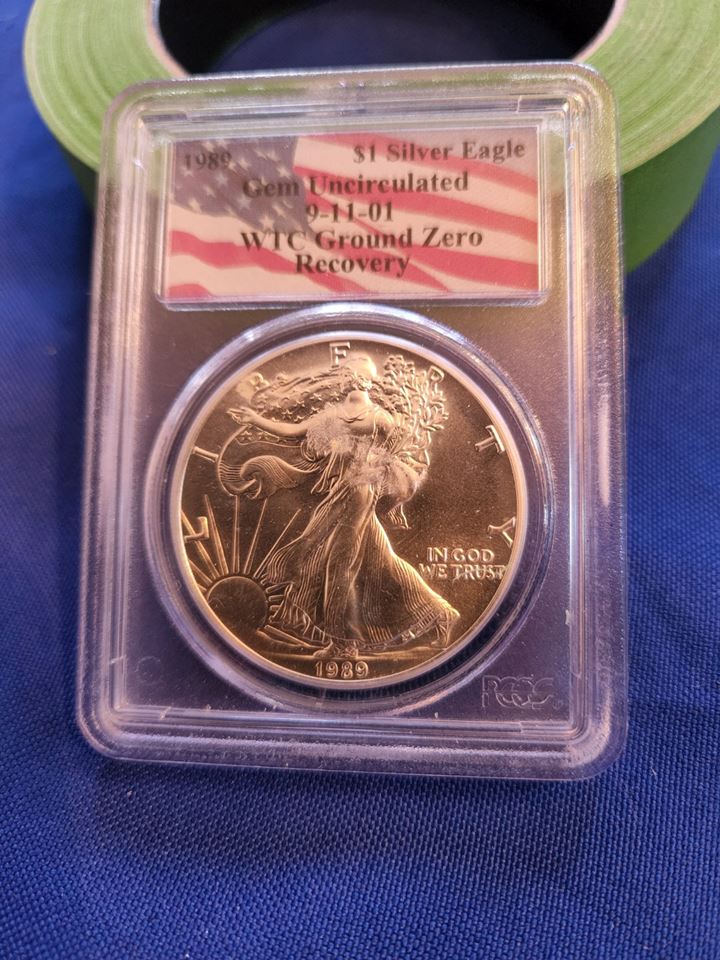 1989 $1 Silver Eagle
Gem Uncirculated
9-11-01
WTC Ground Zero
Recovery
LIBERTY
IN GOD
WE TRUST
1989
PCGS